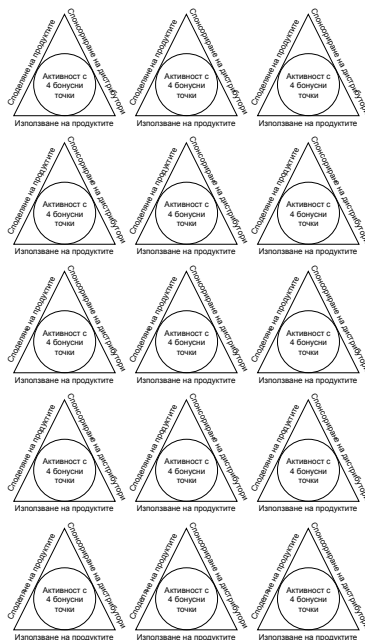 Споделяне на продуктите
Спонсориране на дистрибутори
Активност с
4 бонусни
точки
Използване на продуктите
Споделяне на продуктите
Спонсориране на дистрибутори
Активност с
4 бонусни
точки
Използване на продуктите
Споделяне на продуктите
Спонсориране на дистрибутори
Активност с
4 бонусни
точки
Използване на продуктите
Споделяне на продуктите
Спонсориране на дистрибутори
Активност с
4 бонусни
точки
Използване на продуктите
Споделяне на продуктите
Спонсориране на дистрибутори
Активност с
4 бонусни
точки
Използване на продуктите
Споделяне на продуктите
Спонсориране на дистрибутори
Активност с
4 бонусни
точки
Използване на продуктите
Споделяне на продуктите
Спонсориране на дистрибутори
Активност с
4 бонусни
точки
Използване на продуктите
Споделяне на продуктите
Спонсориране на дистрибутори
Активност с
4 бонусни
точки
Използване на продуктите
Споделяне на продуктите
Спонсориране на дистрибутори
Активност с
4 бонусни
точки
Използване на продуктите
Споделяне на продуктите
Спонсориране на дистрибутори
Активност с
4 бонусни
точки
Използване на продуктите
Споделяне на продуктите
Спонсориране на дистрибутори
Активност с
4 бонусни
точки
Използване на продуктите
Споделяне на продуктите
Спонсориране на дистрибутори
Активност с
4 бонусни
точки
Използване на продуктите
Споделяне на продуктите
Спонсориране на дистрибутори
Активност с
4 бонусни
точки
Използване на продуктите
Споделяне на продуктите
Спонсориране на дистрибутори
Активност с
4 бонусни
точки
Използване на продуктите
Споделяне на продуктите
Спонсориране на дистрибутори
Активност с
4 бонусни
точки
Използване на продуктите